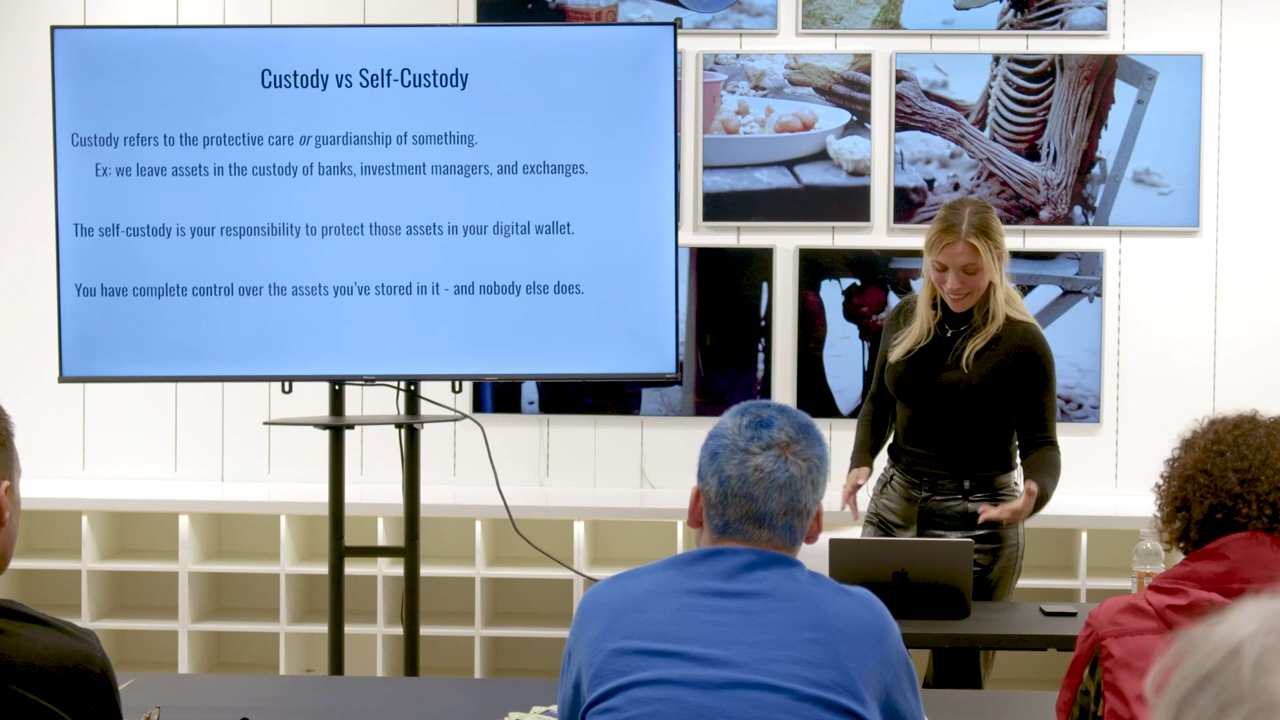 Custody vs Self-Custody
Custody refers to the protective care or guardianship of something.
Ex: we leave assets in the custody of banks, investment managers, and exchanges.
The self-custody is your responsibility to protect those assets in your digital wallet.
You have complete control over the assets you've stored in it - and nobody else does.